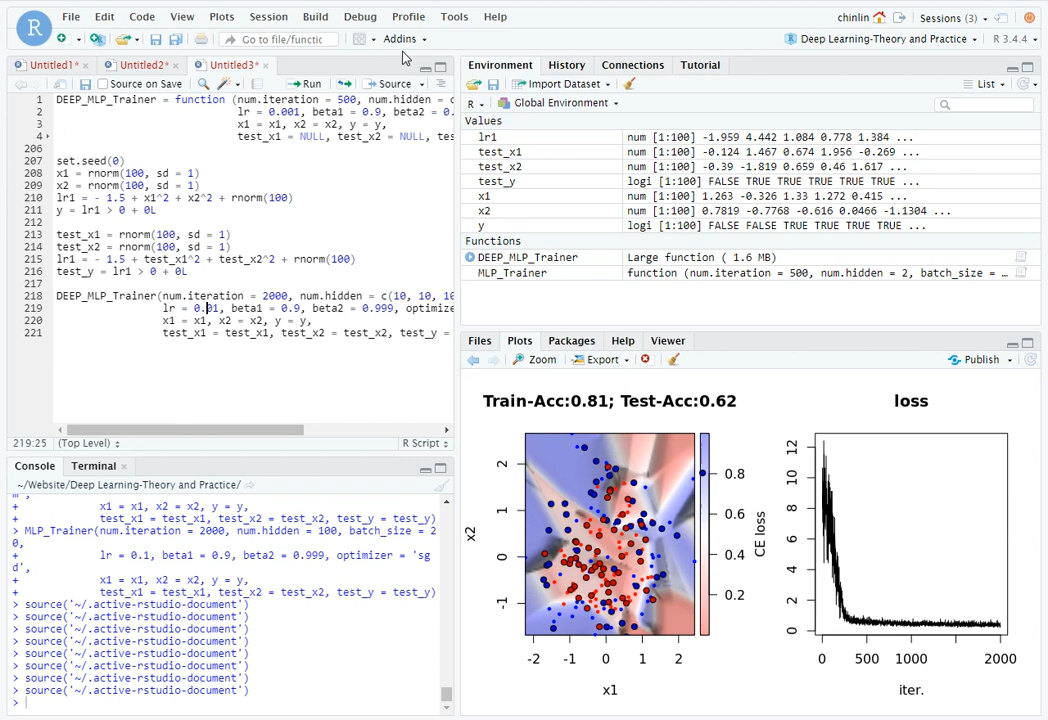 R File Edit Code View Plots Session Build Debug Profile Tools Help chinlin Sessions (3)
Go to file/functic Addins Deep Learning-Theory and Practice R 3.4.4
Untitled1* × Untitled2* × Untitled3* ×
Source on Save Run Source
1 DEEP_MLP_Trainer = function (num.iteration = 500, num.hidden = c
2 lr = 0.001, beta1 = 0.9, beta2 = 0.
3 x1 = x1, x2 = x2, y = y,
4 test_x1 = NULL, test_x2 = NULL, tes
206
207 set.seed(0)
208 x1 = rnorm(100, sd = 1)
209 x2 = rnorm(100, sd = 1)
210 lr1 = - 1.5 + x1^2 + x2^2 + rnorm(100)
211 y = lr1 > 0 + 0L
212
213 test_x1 = rnorm(100, sd = 1)
214 test_x2 = rnorm(100, sd = 1)
215 lr1 = - 1.5 + test_x1^2 + test_x2^2 + rnorm(100)
216 test_y = lr1 > 0 + 0L
217
218 DEEP_MLP_Trainer(num.iteration = 2000, num.hidden = c(10, 10, 10
219 lr = 0.01, beta1 = 0.9, beta2 = 0.999, optimizer
220 x1 = x1, x2 = x2, y = y,
221 test_x1 = test_x1, test_x2 = test_x2, test_y =
219:25 (Top Level) R Script
Console Terminal ×
~/Website/Deep Learning-Theory and Practice/
+ x1 = x1, x2 = x2, y = y,
+ test_x1 = test_x1, test_x2 = test_x2, test_y = test_y)
> MLP_Trainer(num.iteration = 2000, num.hidden = 100, batch_size = 2
0,
+ lr = 0.1, beta1 = 0.9, beta2 = 0.999, optimizer = 'sg
d',
+ x1 = x1, x2 = x2, y = y,
+ test_x1 = test_x1, test_x2 = test_x2, test_y = test_y)
> source('~/.active-rstudio-document')
> source('~/.active-rstudio-document')
> source('~/.active-rstudio-document')
> source('~/.active-rstudio-document')
> source('~/.active-rstudio-document')
> source('~/.active-rstudio-document')
> source('~/.active-rstudio-document')
> source('~/.active-rstudio-document')
>
Environment History Connections Tutorial
Import Dataset List
R Global Environment
Values
lr1 num [1:100] -1.959 4.442 1.084 0.778 1.384 ...
test_x1 num [1:100] -0.124 1.467 0.674 1.956 -0.269 ...
test_x2 num [1:100] -0.39 -1.819 0.659 0.46 1.617 ...
test_y logi [1:100] FALSE TRUE TRUE TRUE TRUE TRUE ...
x1 num [1:100] 1.263 -0.326 1.33 1.272 0.415 ...
x2 num [1:100] 0.7819 -0.7768 -0.616 0.0466 -1.1304 ...
y logi [1:100] FALSE FALSE TRUE TRUE TRUE FALSE ...
Functions
DEEP_MLP_Trainer Large function ( 1.6 MB)
MLP_Trainer function (num.iteration = 500, num.hidden = 2, batch_size = …
Files Plots Packages Help Viewer
Zoom Export Publish
Train-Acc:0.81; Test-Acc:0.62
x2
2
1
0
-1
-2 -1 0 1 2
x1
0.8
0.6
0.4
0.2
loss
CE loss
12
10
8
6
4
2
0
0 500 1000 2000
iter.